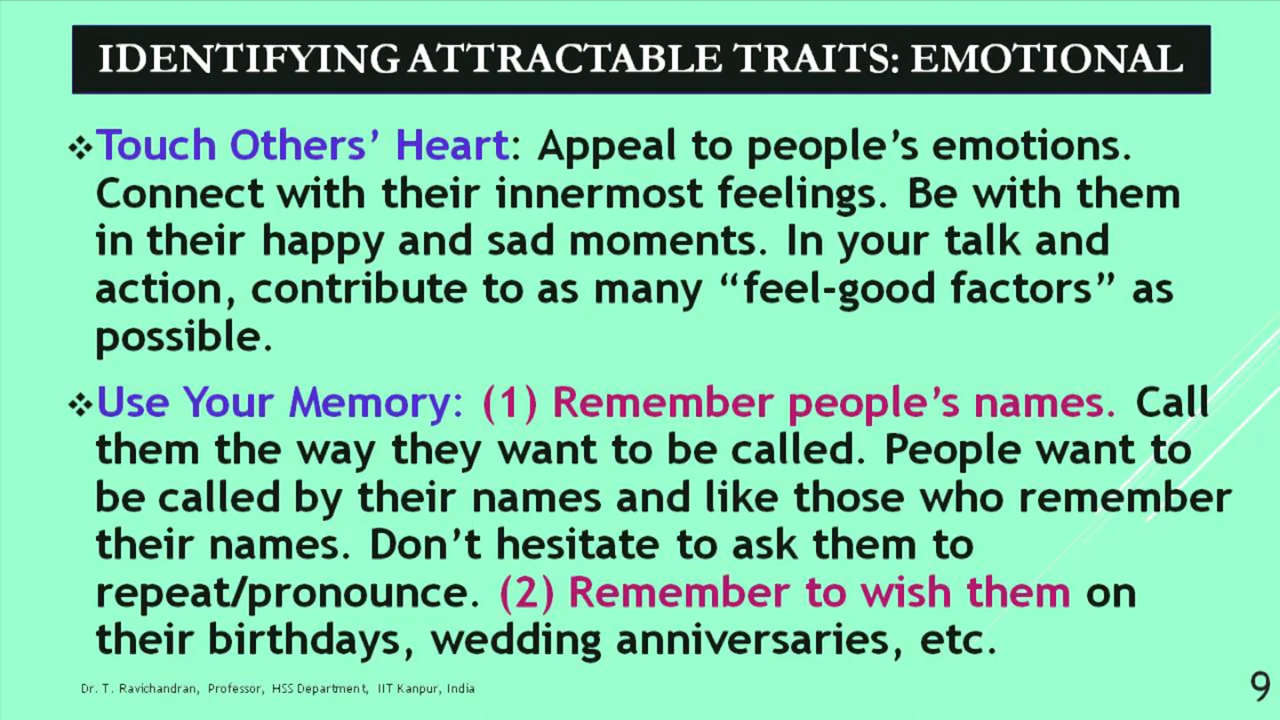 IDENTIFYING ATTRACTABLE TRAITS: EMOTIONAL
❖Touch Others’ Heart: Appeal to people’s emotions.
Connect with their innermost feelings. Be with them
in their happy and sad moments. In your talk and
action, contribute to as many “feel-good factors” as
possible.
❖Use Your Memory: (1) Remember people’s names. Call
them the way they want to be called. People want to
be called by their names and like those who remember
their names. Don’t hesitate to ask them to
repeat/pronounce. (2) Remember to wish them on
their birthdays, wedding anniversaries, etc.
Dr. T. Ravichandran, Professor, HSS Department, IIT Kanpur, India
9